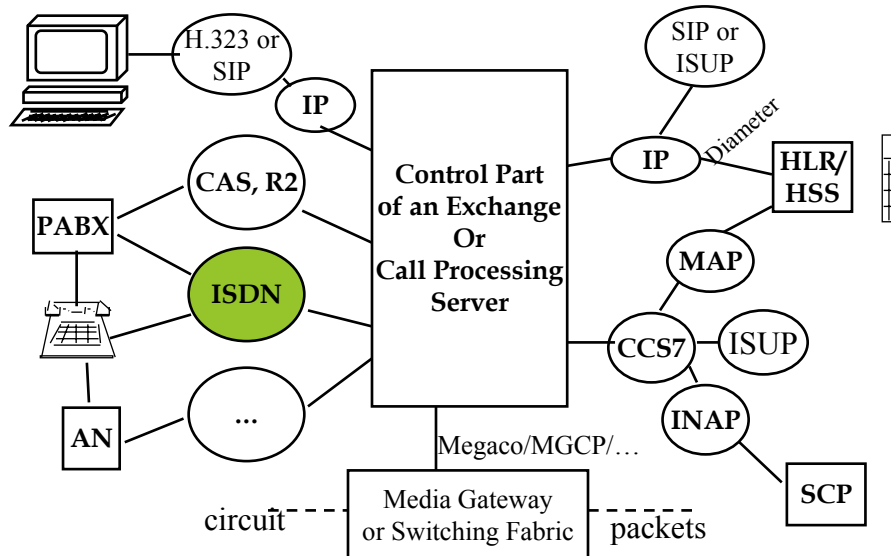 H.323 or
SIP
IP
SIP or
ISUP
Diameter
IP
HLR/
HSS
CAS, R2
Control Part
of an Exchange
Or
Call Processing
Server
PABX
MAP
ISDN
CCS7
ISUP
...
AN
INAP
Megaco/MGCP/…
SCP
circuit
Media Gateway
or Switching Fabric
packets